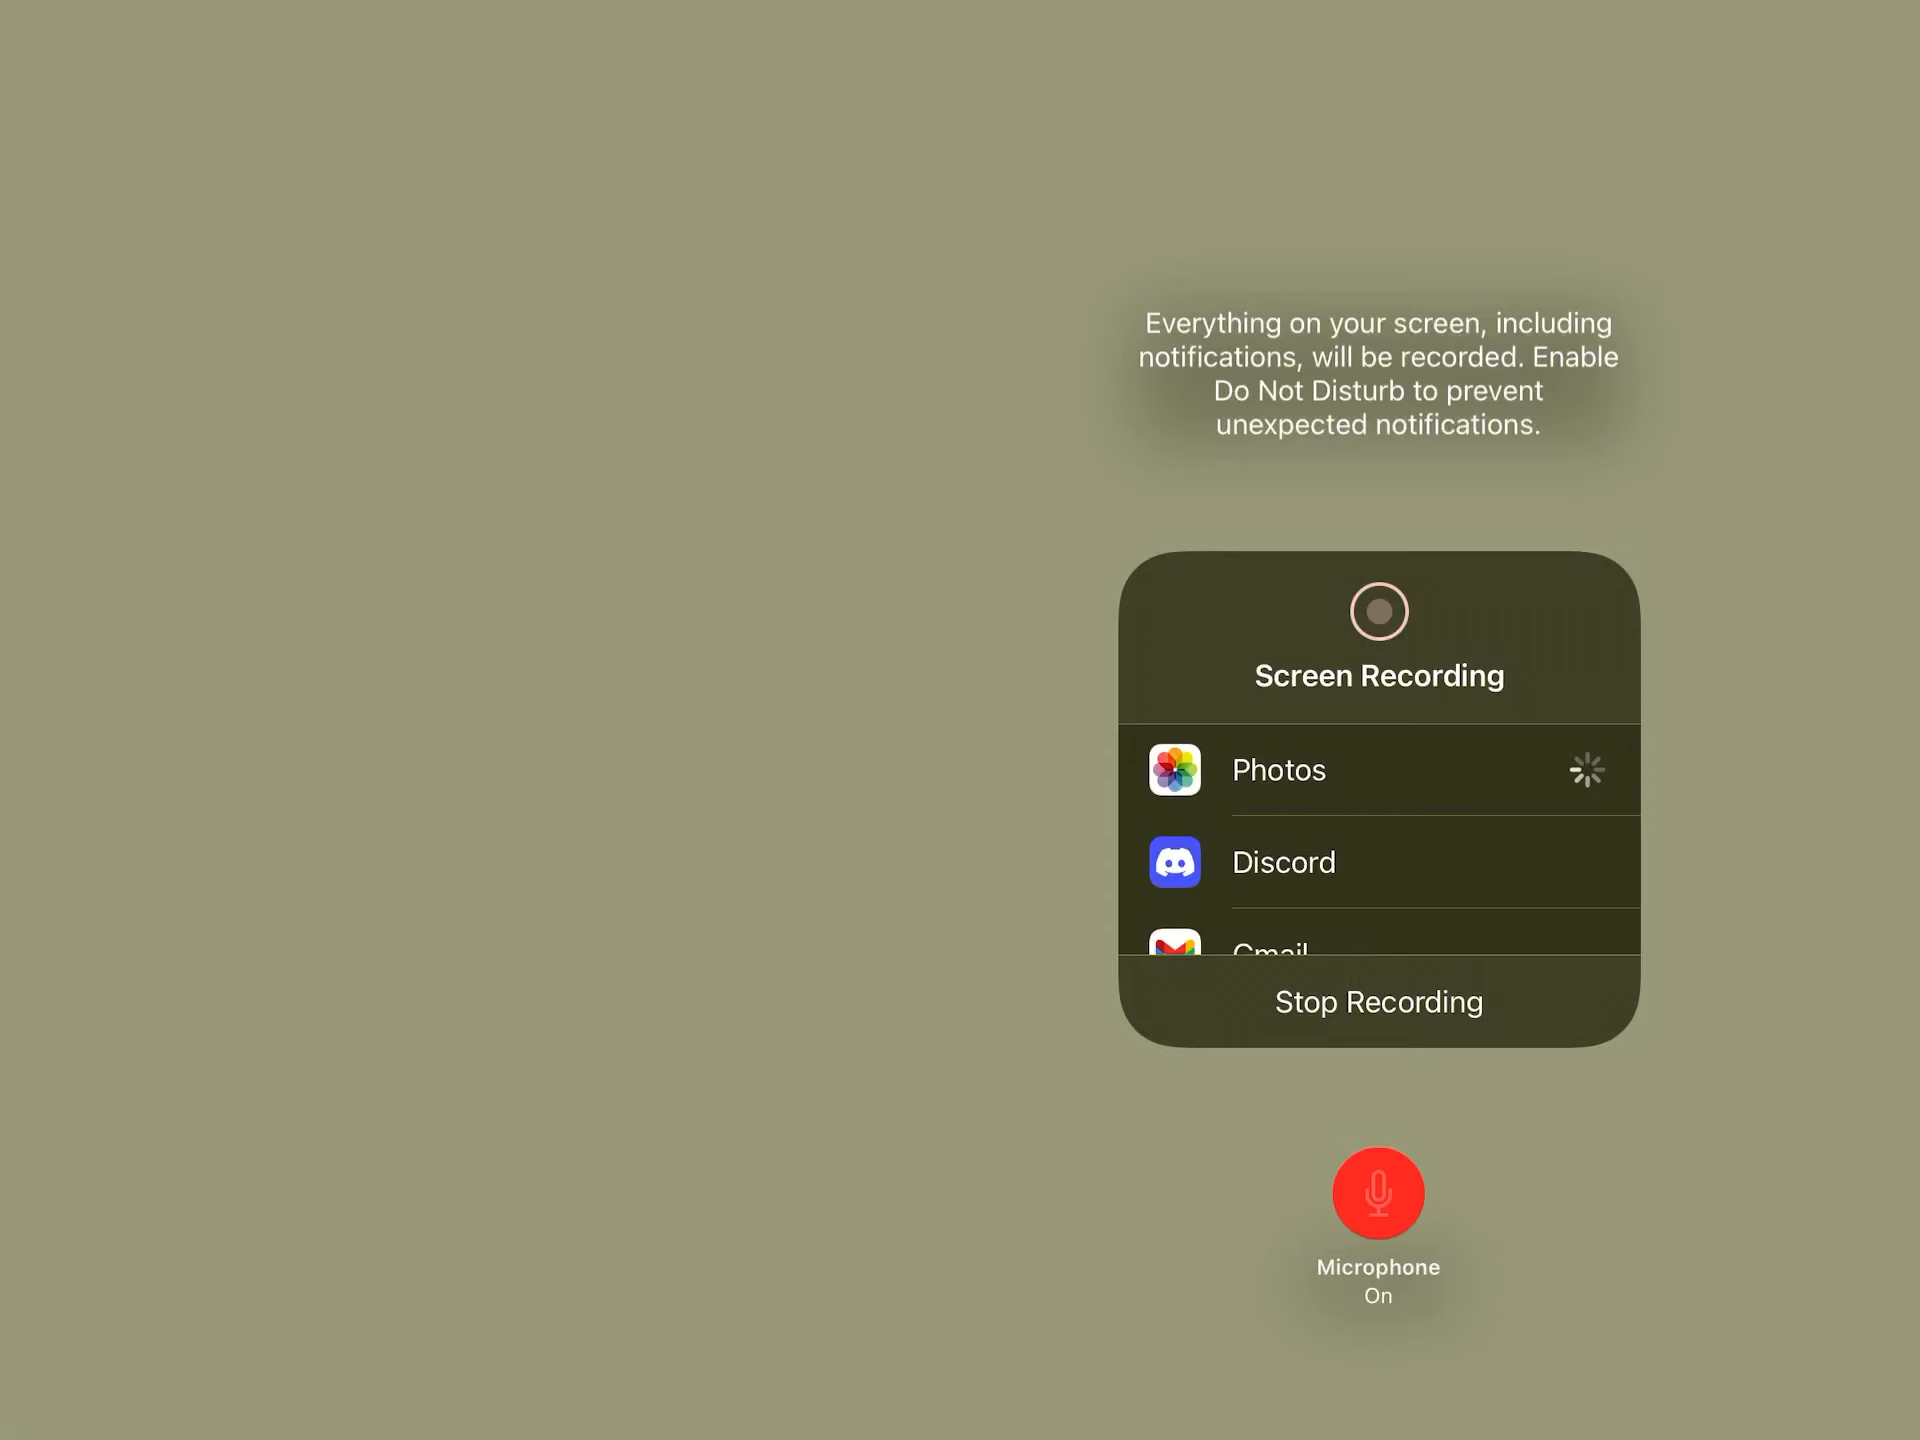 Everything on your screen, including
notifications, will be recorded. Enable
Do Not Disturb to prevent
unexpected notifications.
Screen Recording
Photos
Discord
Gmail
Stop Recording
Microphone
On